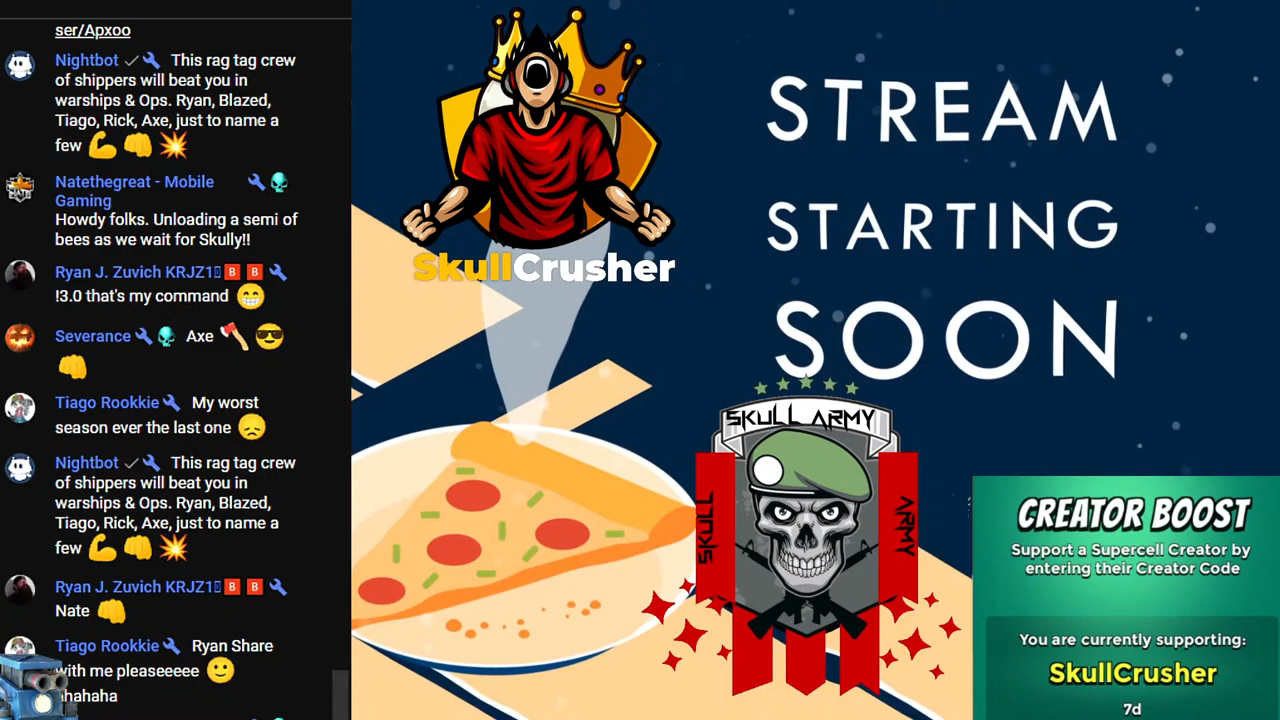 ser/Apxoo
Nightbot This rag tag crew
of shippers will beat you in
warships & Ops. Ryan, Blazed,
Tiago, Rick, Axe, just to name a
few 💪👊💥
Natethegreat - Mobile
Gaming
Howdy folks. Unloading a semi of
bees as we wait for Skully!!
Ryan J. Zuvich KRJZ1 🅱 🅱
!3.0 that's my command 😁
Severance Axe 🪓😎
👊
Tiago Rookkie My worst
season ever the last one 😞
Nightbot This rag tag crew
of shippers will beat you in
warships & Ops. Ryan, Blazed,
Tiago, Rick, Axe, just to name a
few 💪👊💥
Ryan J. Zuvich KRJZ1 🅱 🅱
Nate 👊
Tiago Rookkie Ryan Share
with me pleaseeeee 🙂
SkullCrusher
STREAM
STARTING
SOON
SKULL ARMY
SKULL
ARMY
CREATOR BOOST
Support a Supercell Creator by
entering their Creator Code
You are currently supporting:
SkullCrusher
7d